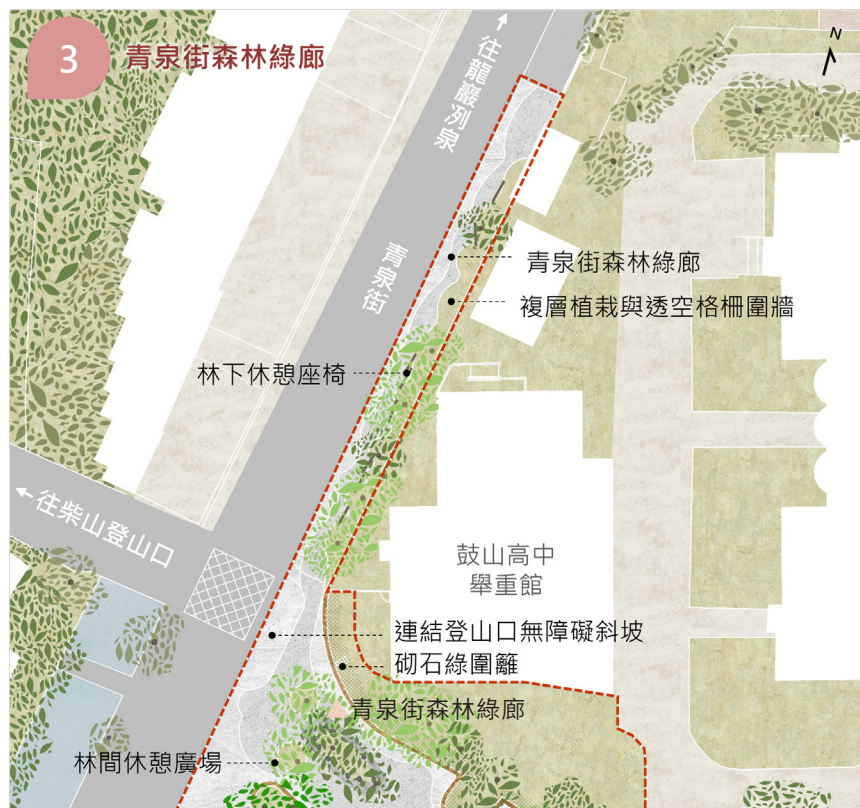 3
青泉街森林綠廊
N
往龍巖冽泉
青泉街
青泉街森林綠廊
複層植栽與透空格柵圍牆
林下休憩座椅
往柴山登山口
鼓山高中
舉重館
連結登山口無障礙斜坡
砌石綠圍籬
青泉街森林綠廊
林間休憩廣場